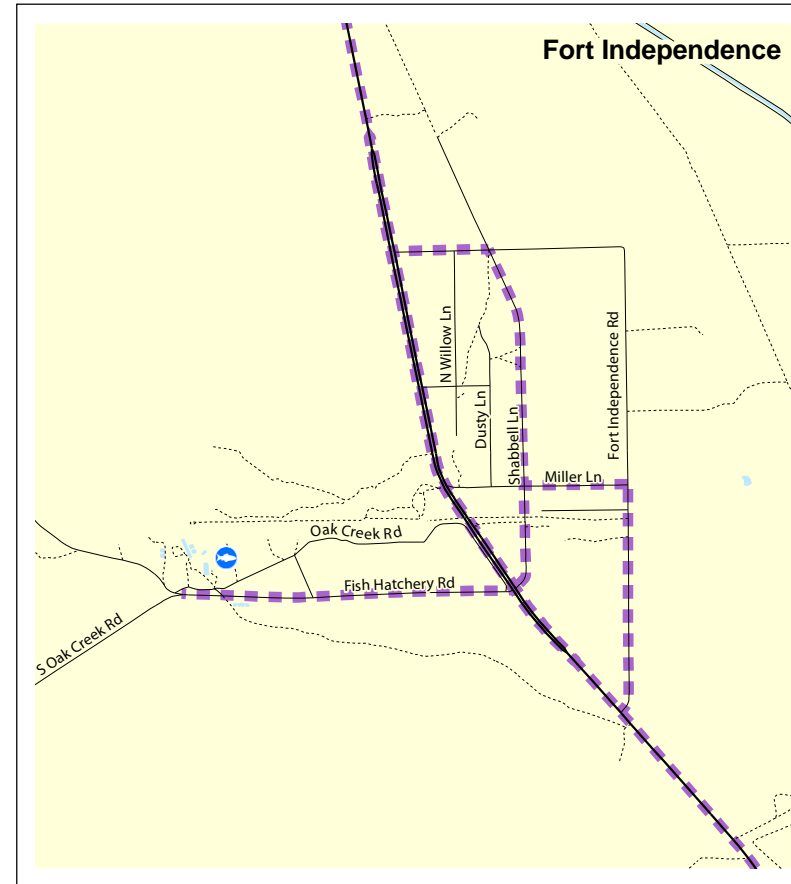 Fort Independence
N Willow Ln
Fort Independence Rd
Dusty Ln
Shabbell Ln
Miller Ln
Oak Creek Rd
Fish Hatchery Rd
S Oak Creek Rd